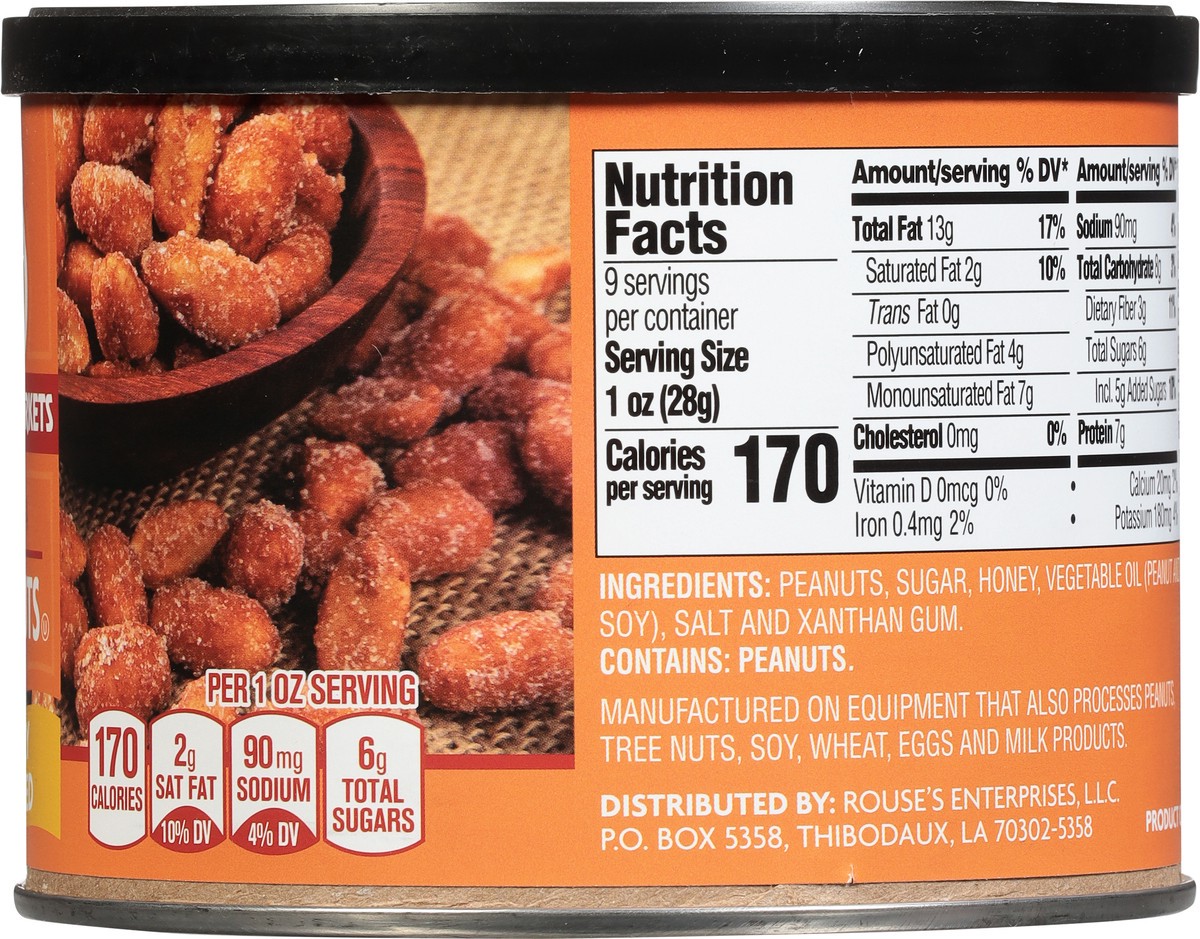 Nutrition
Facts
9 servings
per container
Serving Size
1 oz (28g)
Calories
per serving 170
Amount/serving % DV*
Total Fat 13g 17%
Saturated Fat 2g 10%
Trans Fat 0g
Polyunsaturated Fat 4g
Monounsaturated Fat 7g
Cholesterol 0mg 0%
Amount/serving %
Sodium 90mg
Total Carbohydrate 8g
Dietary Fiber 3g 11%
Total Sugars 6g
Incl. 5g Added Sugars
Protein 7g
Vitamin D 0mcg 0% • Calcium 20mg
Iron 0.4mg 2% • Potassium 180mg
INGREDIENTS: PEANUTS, SUGAR, HONEY, VEGETABLE OIL (PEANUT
SOY), SALT AND XANTHAN GUM.
CONTAINS: PEANUTS.
MANUFACTURED ON EQUIPMENT THAT ALSO PROCESSES PEANUTS,
TREE NUTS, SOY, WHEAT, EGGS AND MILK PRODUCTS.
DISTRIBUTED BY: ROUSE'S ENTERPRISES, L.L.C.
P.O. BOX 5358, THIBODAUX, LA 70302-5358
PRODUCT
PER 1 OZ SERVING
170
CALORIES
2g
SAT FAT
10% DV
90mg
SODIUM
4% DV
6g
TOTAL
SUGARS